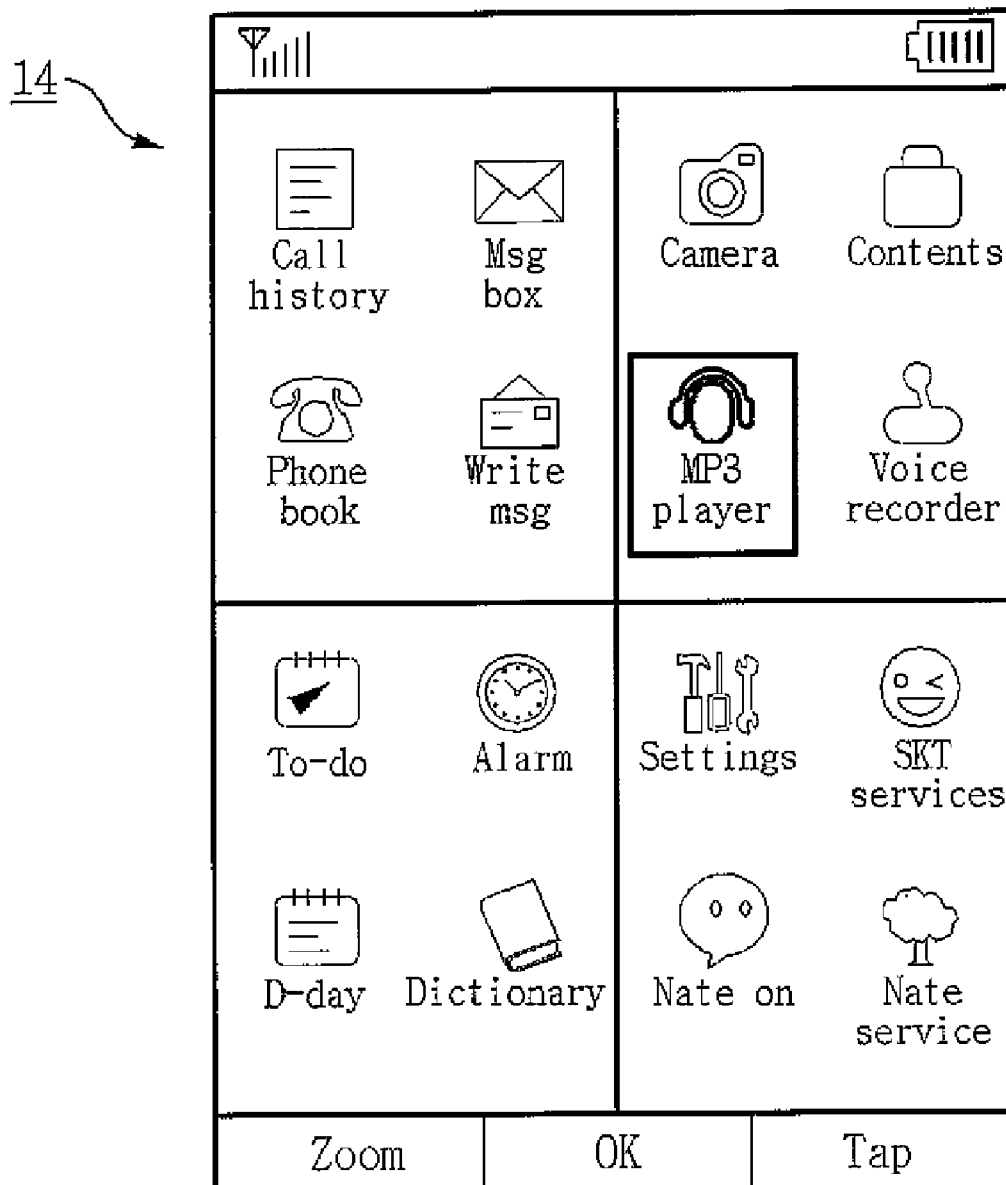 14
Call history
Msg box
Camera
Contents
Phone book
Write msg
MP3 player
Voice recorder
To-do
Alarm
Settings
SKT services
D-day
Dictionary
Nate on
Nate service
Zoom
OK
Tap